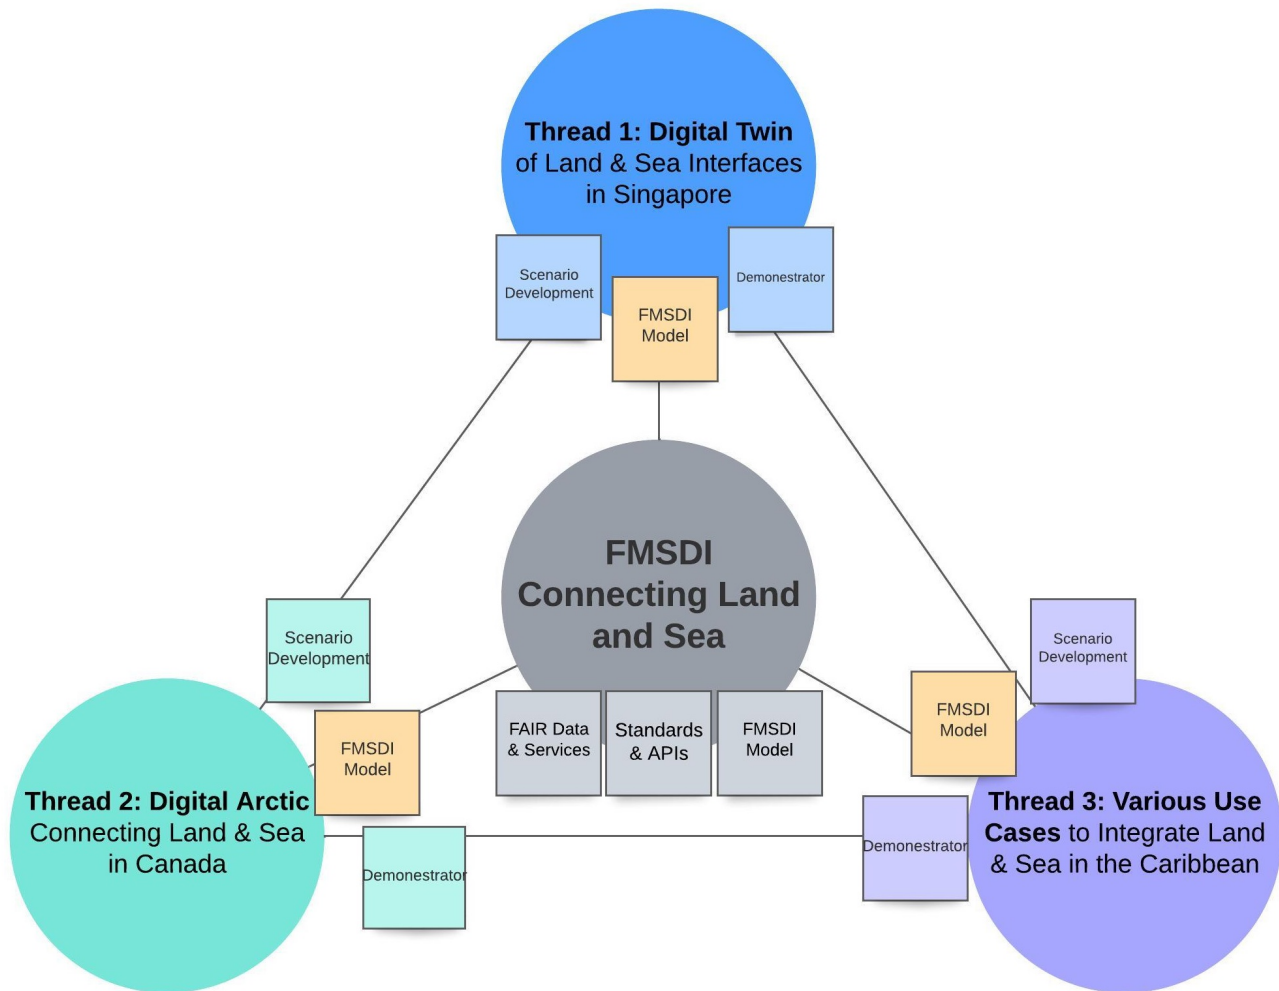 Thread 1: Digital Twin
of Land & Sea Interfaces
in Singapore
Scenario
Development
FMSDI
Model
Demonestrator
FMSDI
Connecting Land
and Sea
FAIR Data
& Services
Standards
& APIs
FMSDI
Model
Scenario
Development
FMSDI
Model
Thread 2: Digital Arctic
Connecting Land & Sea
in Canada
Demonestrator
Scenario
Development
FMSDI
Model
Thread 3: Various Use
Cases to Integrate Land
& Sea in the Caribbean
Demonestrator